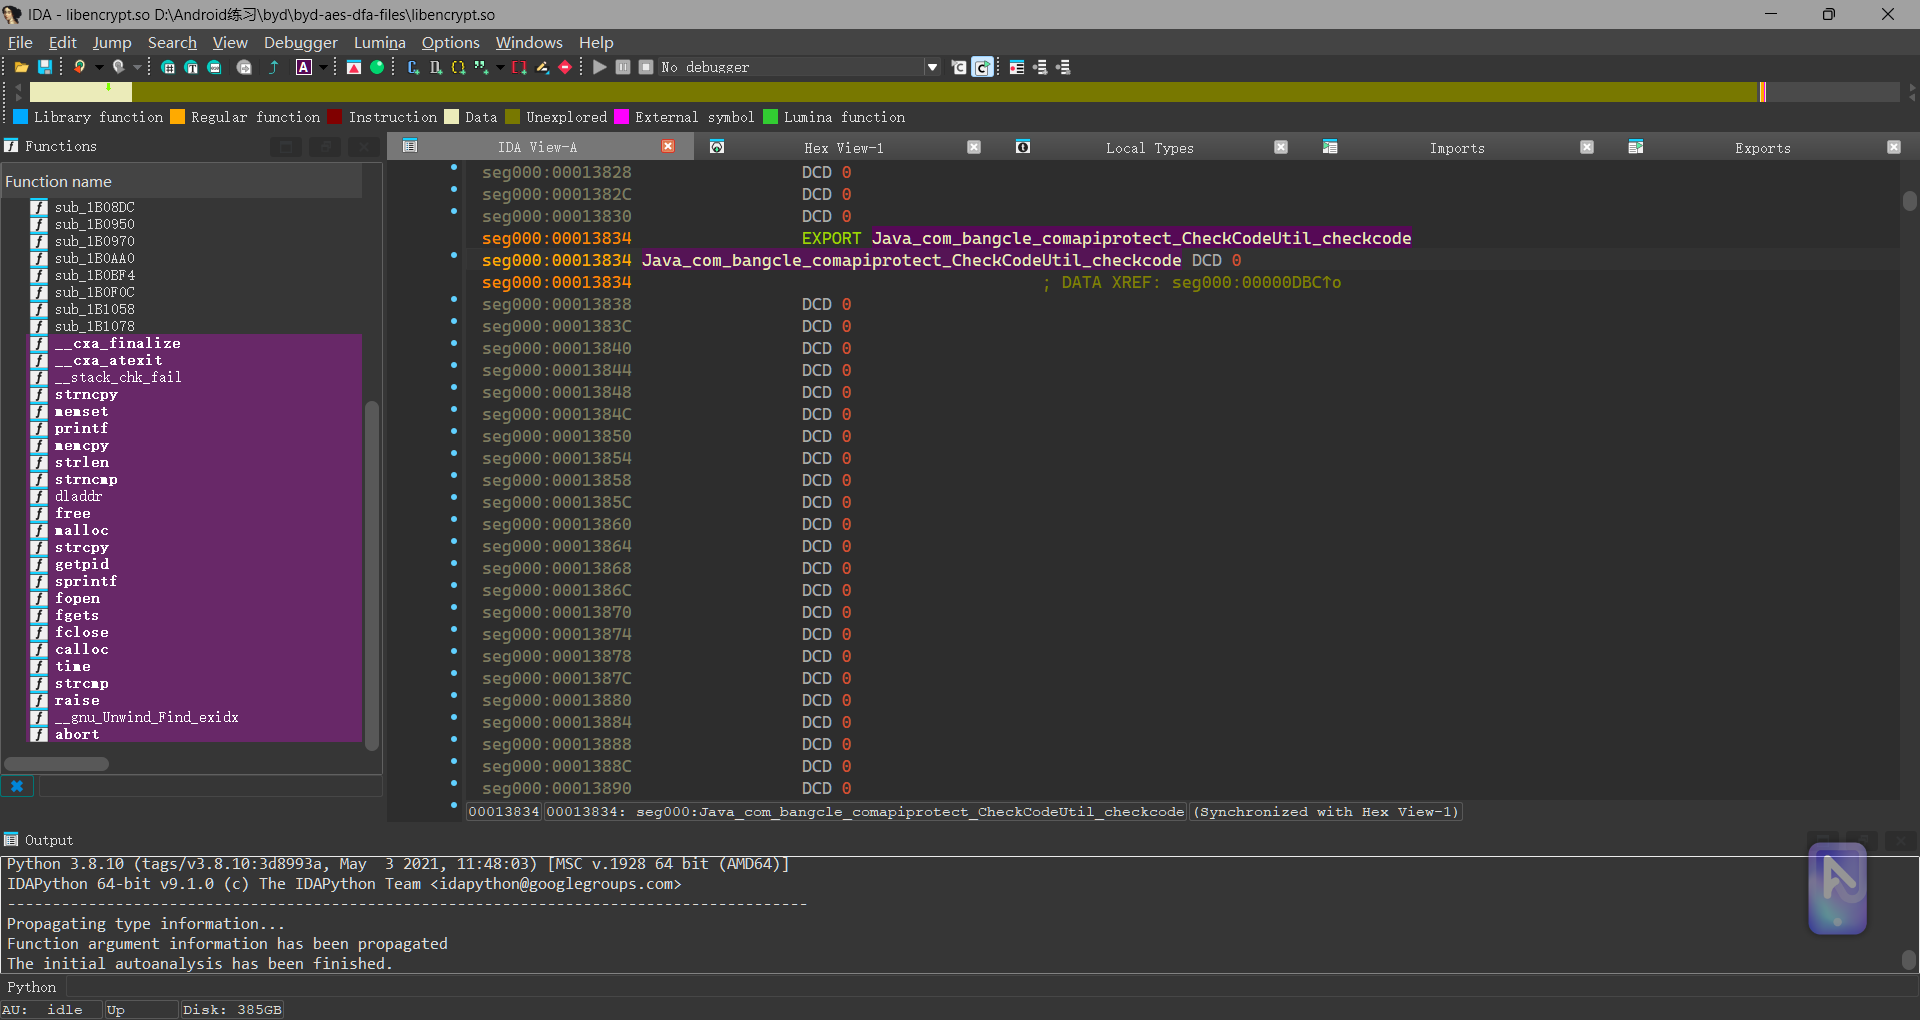 IDA - libencrypt.so D:\Android练习\byd\byd-aes-dfa-files\libencrypt.so
File Edit Jump Search View Debugger Lumina Options Windows Help
No debugger
Library function Regular function Instruction Data Unexplored External symbol Lumina function
Functions
Function name
sub_1B08DC
sub_1B0950
sub_1B0970
sub_1B0AA0
sub_1B0BF4
sub_1B0F0C
sub_1B1058
sub_1B1078
__cxa_finalize
__cxa_atexit
__stack_chk_fail
strncpy
memset
printf
memcpy
strlen
strncmp
dladdr
free
malloc
strcpy
getpid
sprintf
fopen
fgets
fclose
calloc
time
strcmp
raise
__gnu_Unwind_Find_exidx
abort
IDA View-A Hex View-1 Local Types Imports Exports
seg000:00013828 DCD 0
seg000:0001382C DCD 0
seg000:00013830 DCD 0
seg000:00013834 EXPORT Java_com_bangcle_comapiprotect_CheckCodeUtil_checkcode
seg000:00013834 Java_com_bangcle_comapiprotect_CheckCodeUtil_checkcode DCD 0
seg000:00013834 ; DATA XREF: seg000:00000DBC↑o
seg000:00013838 DCD 0
seg000:0001383C DCD 0
seg000:00013840 DCD 0
seg000:00013844 DCD 0
seg000:00013848 DCD 0
seg000:0001384C DCD 0
seg000:00013850 DCD 0
seg000:00013854 DCD 0
seg000:00013858 DCD 0
seg000:0001385C DCD 0
seg000:00013860 DCD 0
seg000:00013864 DCD 0
seg000:00013868 DCD 0
seg000:0001386C DCD 0
seg000:00013870 DCD 0
seg000:00013874 DCD 0
seg000:00013878 DCD 0
seg000:0001387C DCD 0
seg000:00013880 DCD 0
seg000:00013884 DCD 0
seg000:00013888 DCD 0
seg000:0001388C DCD 0
seg000:00013890 DCD 0
00013834 00013834: seg000:Java_com_bangcle_comapiprotect_CheckCodeUtil_checkcode (Synchronized with Hex View-1)
Output
Python 3.8.10 (tags/v3.8.10:3d8993a, May  3 2021, 11:48:03) [MSC v.1928 64 bit (AMD64)]
IDAPython 64-bit v9.1.0 (c) The IDAPython Team <idapython@googlegroups.com>
-----------------------------------------------------------------------------------------
Propagating type information...
Function argument information has been propagated
The initial autoanalysis has been finished.
Python
AU: idle Up Disk: 385GB